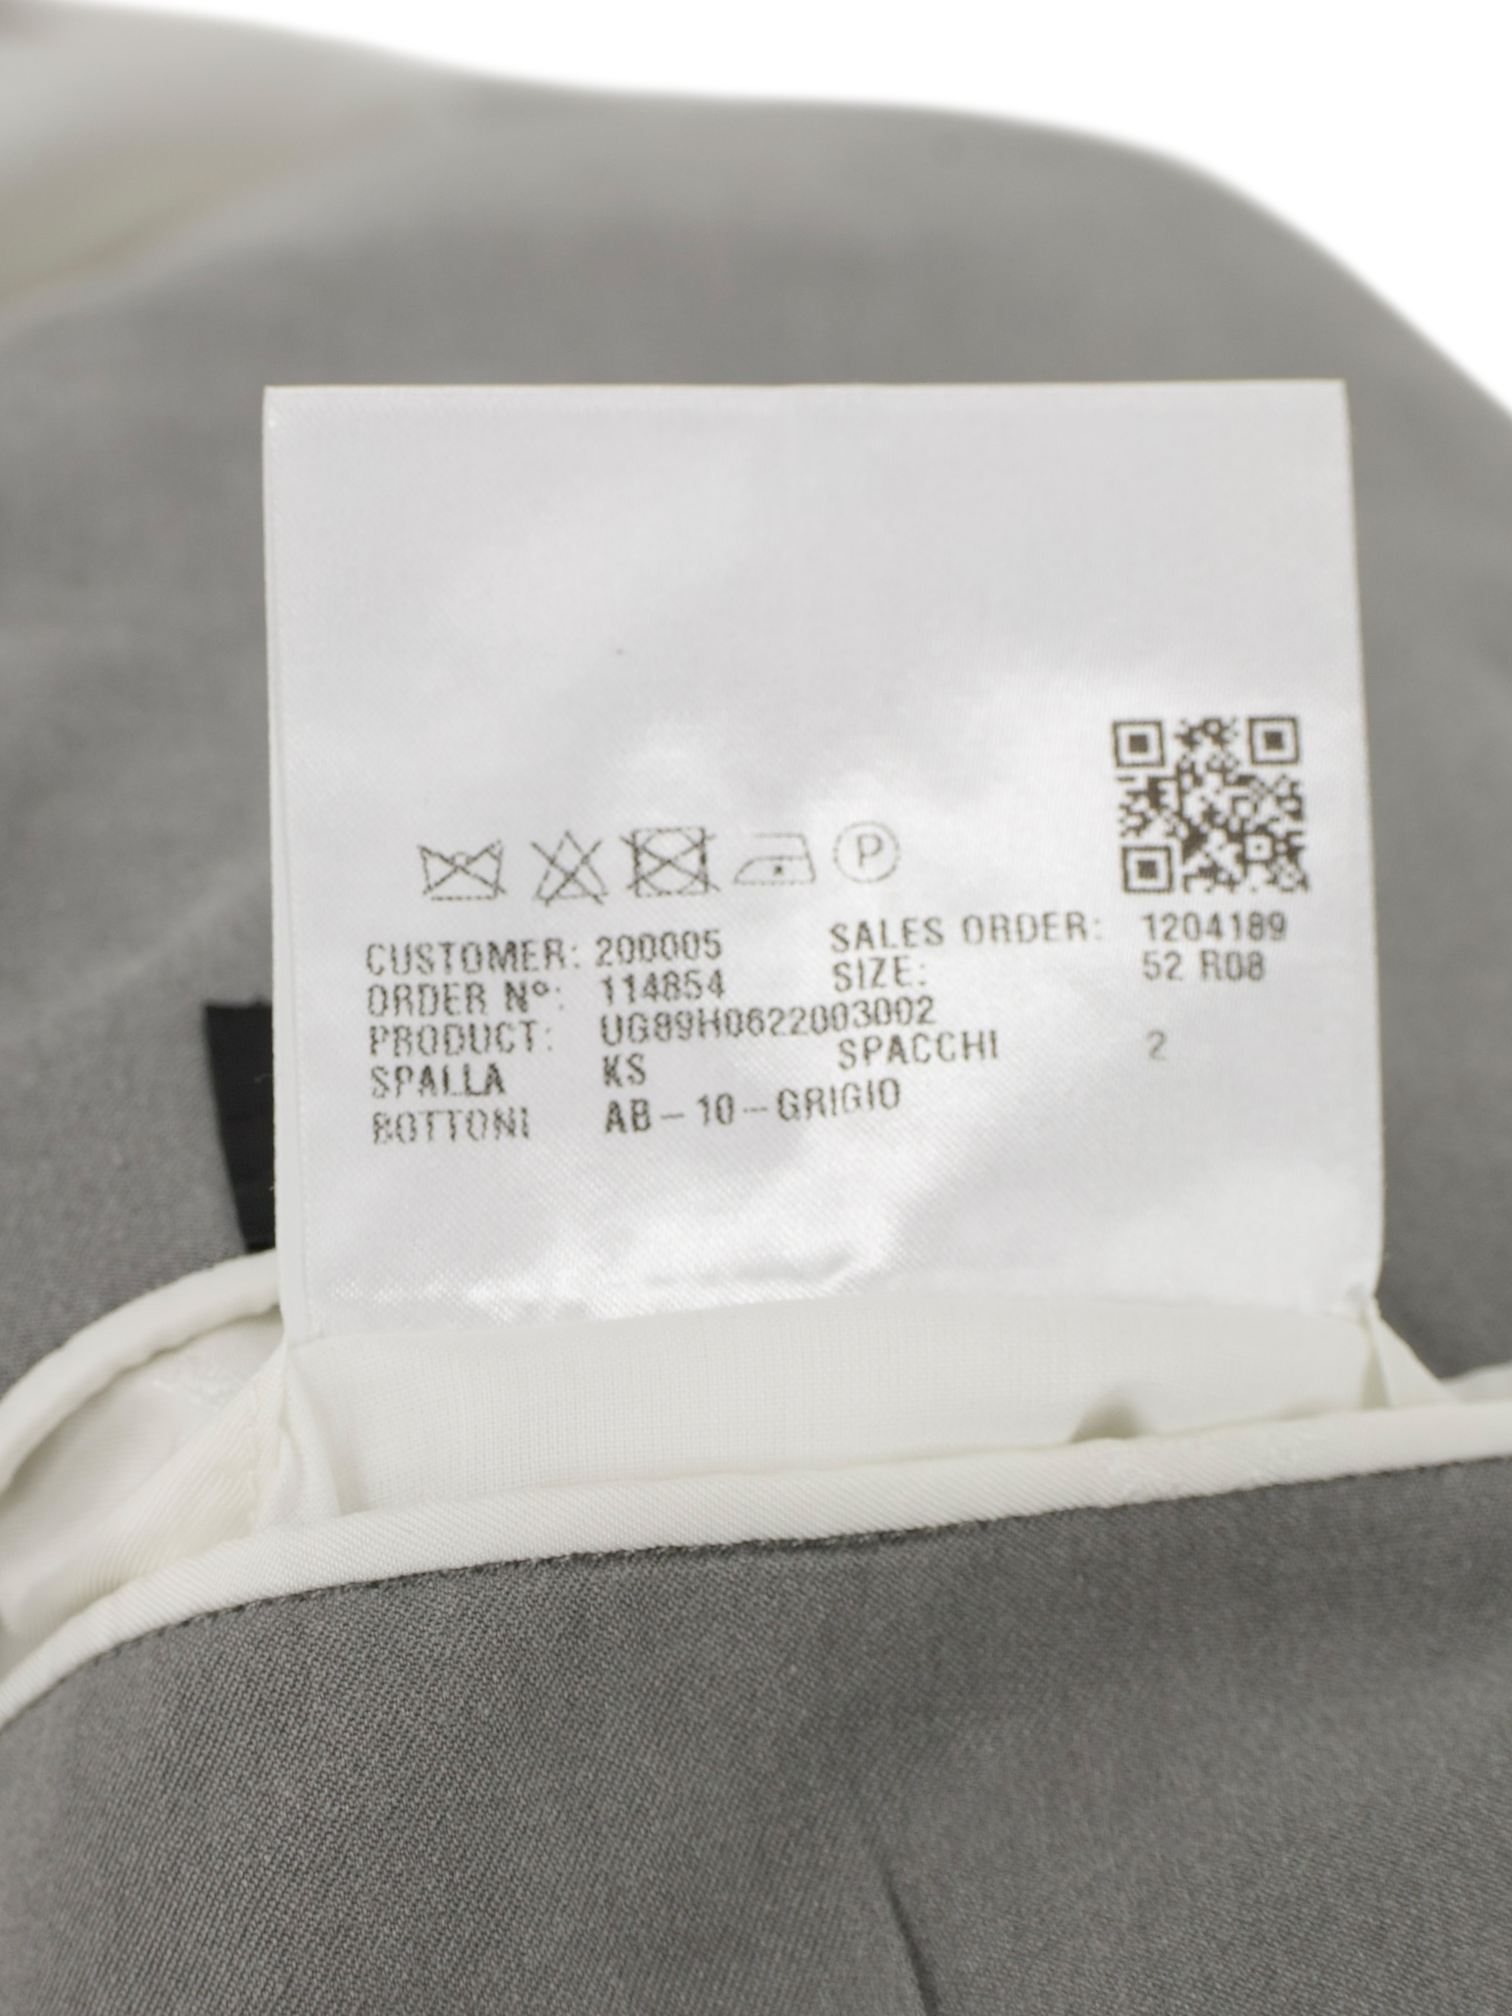 P
CUSTOMER: 200005 SALES ORDER: 1204189
ORDER Nº: 114854 SIZE: 52 R08
PRODUCT: UG89H0622003002
SPALLA KS SPACCHI 2
BOTTONI AB-10-GRIGIO